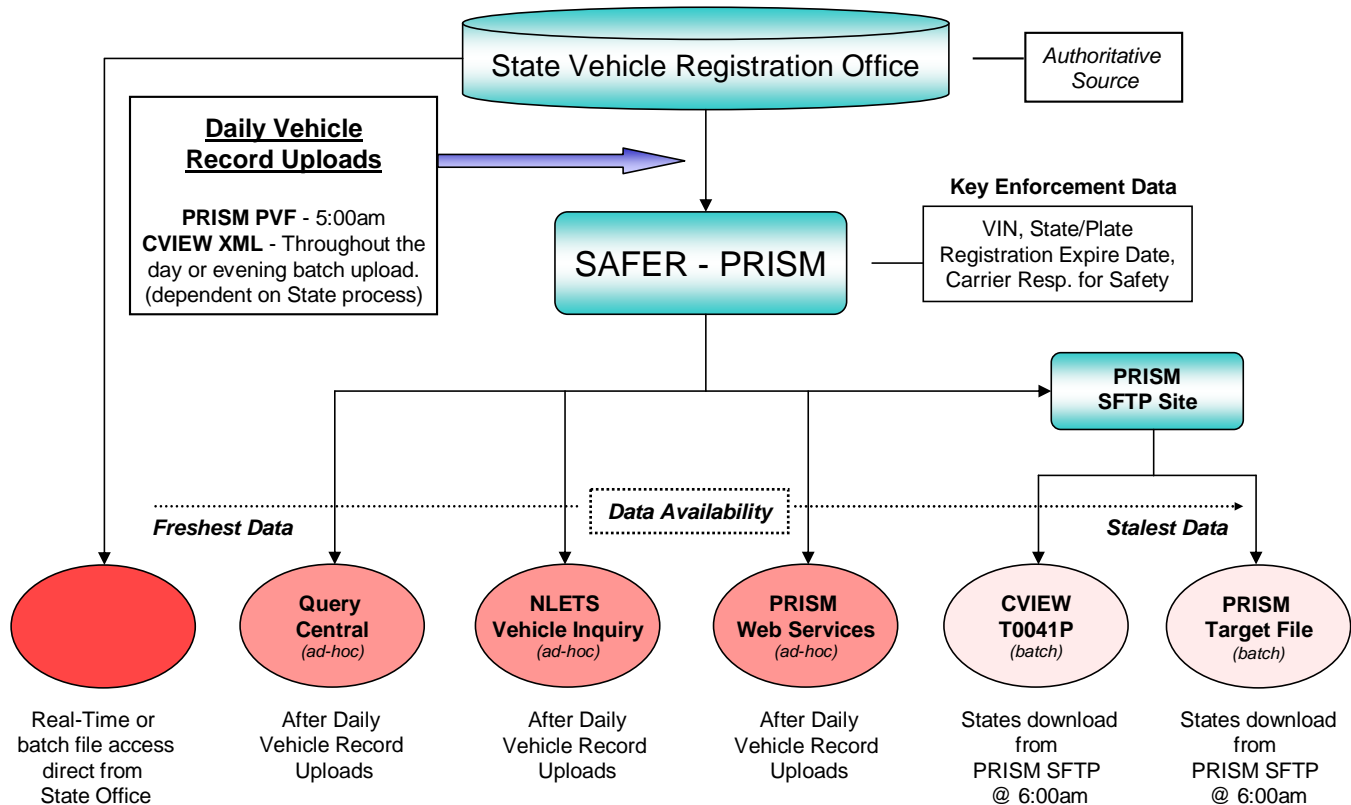 State Vehicle Registration Office
Authoritative
Source
Daily Vehicle
Record Uploads
PRISM PVF - 5:00am
CVIEW XML - Throughout the
day or evening batch upload.
(dependent on State process)
Key Enforcement Data
VIN, State/Plate
Registration Expire Date,
Carrier Resp. for Safety
SAFER - PRISM
PRISM
SFTP Site
Data Availability
Freshest Data
Stalest Data
Query
Central
(ad-hoc)
NLETS
Vehicle Inquiry
(ad-hoc)
PRISM
Web Services
(ad-hoc)
CVIEW
T0041P
(batch)
PRISM
Target File
(batch)
Real-Time or
batch file access
direct from
State Office
After Daily
Vehicle Record
Uploads
After Daily
Vehicle Record
Uploads
After Daily
Vehicle Record
Uploads
States download
from
PRISM SFTP
@ 6:00am
States download
from
PRISM SFTP
@ 6:00am